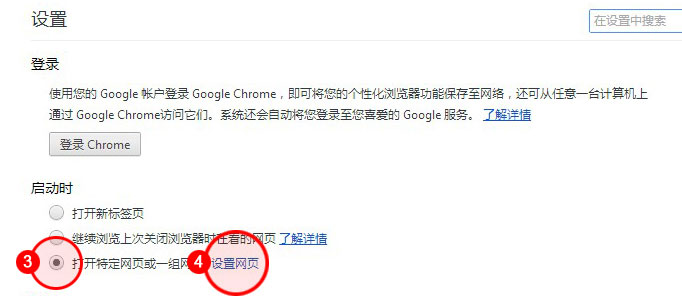 设置
在设置中搜索
登录
使用您的 Google 帐户登录 Google Chrome，即可将您的个性化浏览器功能保存至网络，还可从任意一台计算机上
通过 Google Chrome访问它们。系统还会自动将您登录至您喜爱的 Google 服务。 了解详情
登录 Chrome
启动时
打开新标签页
继续浏览上次关闭浏览器时在看的网页 了解详情
3 打开特定网页或一组网 4 设置网页